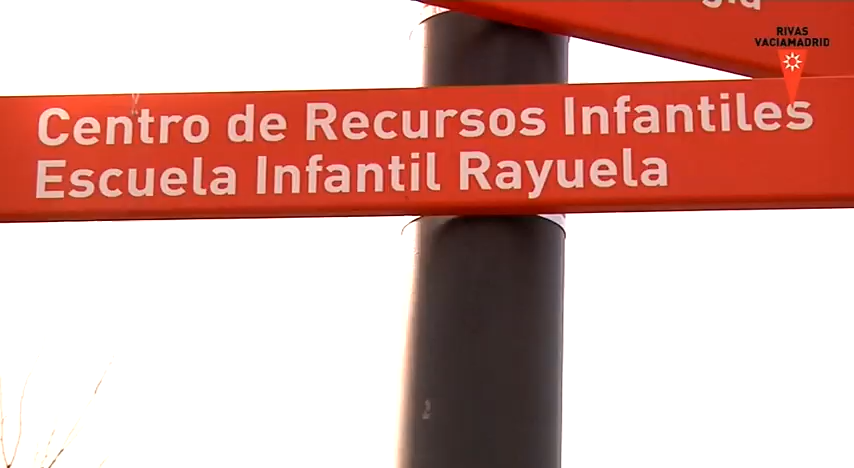 RIVAS
VACIAMADRID
Centro de Recursos Infantiles
Escuela Infantil Rayuela